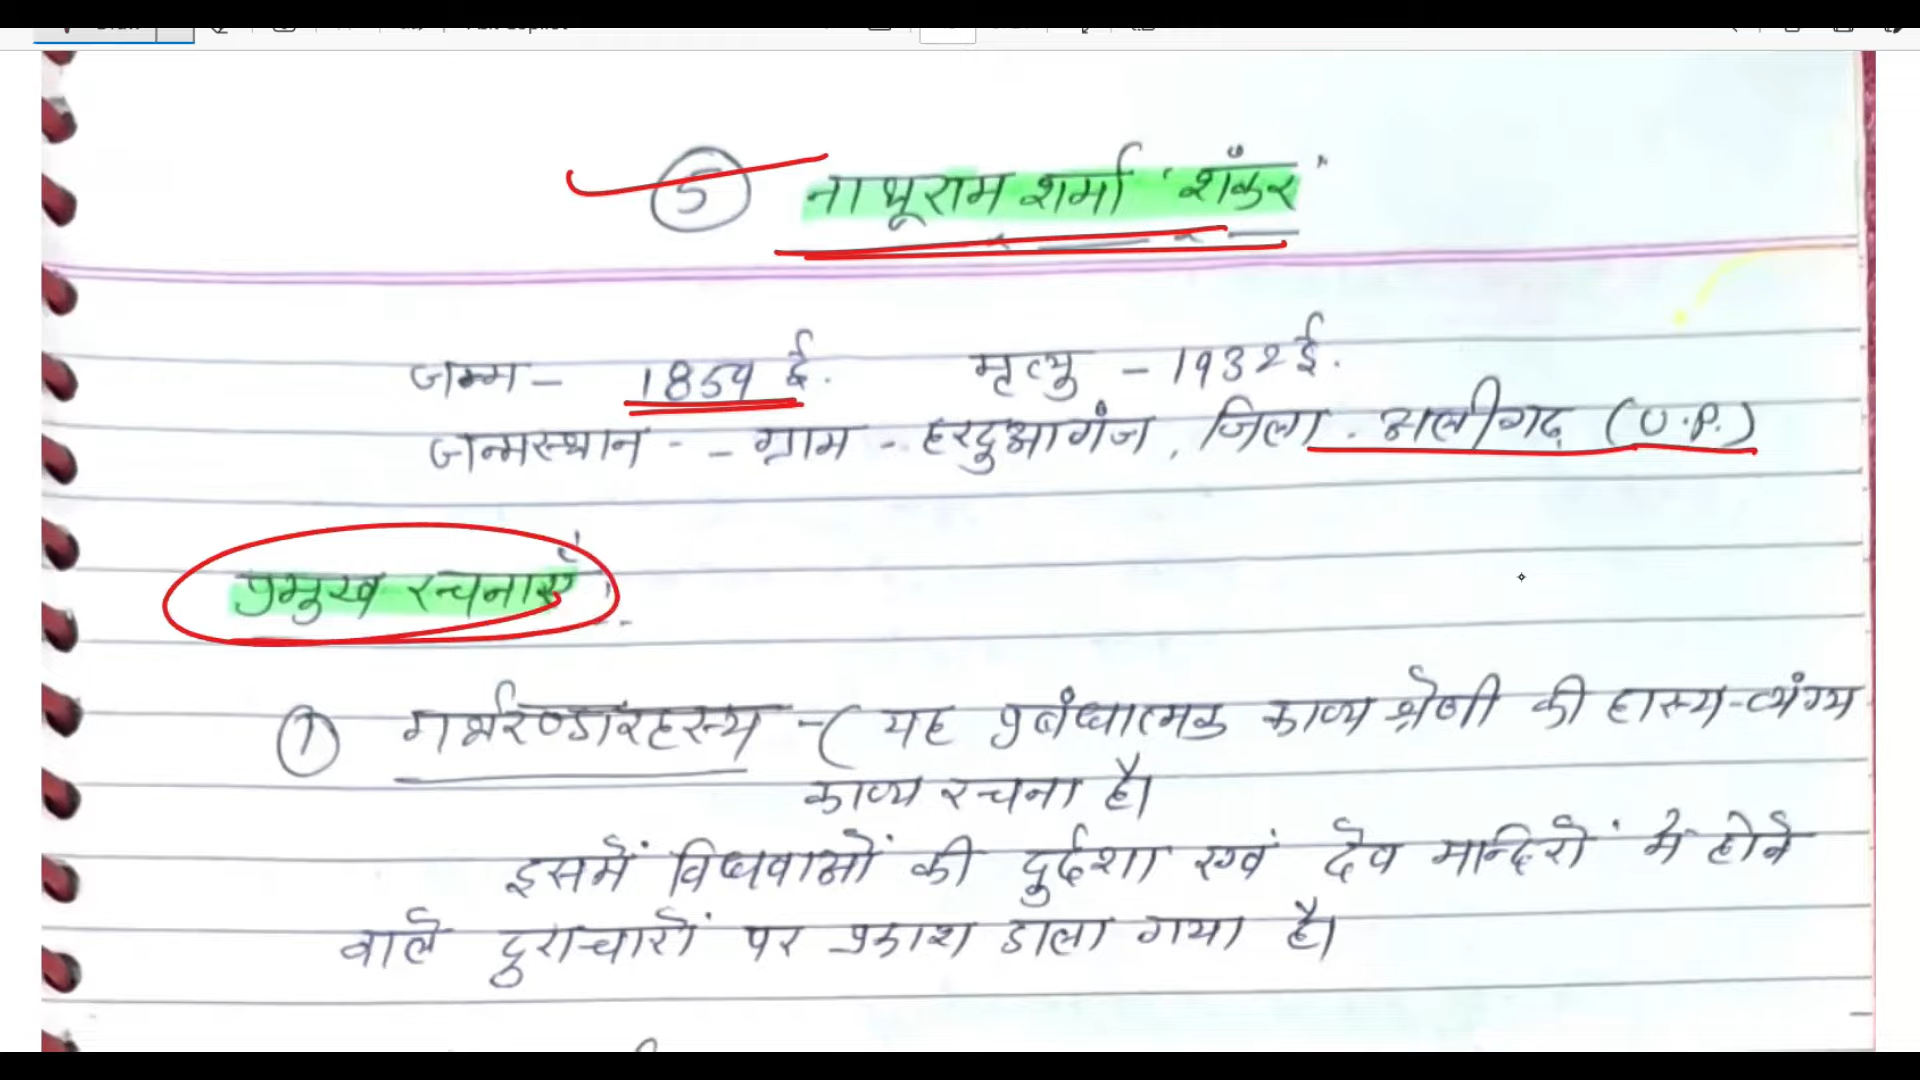 5 नाथूराम शर्मा 'शंकर'
जन्म - 1859 ई. मृत्यु - 1932 ई.
जन्मस्थान - - ग्राम - हरदुआगंज, जिला - अलीगढ़ (U.P.)
प्रमुख रचनाएँ :-
1 गर्भरण्डारहस्य - ( यह प्रबंधात्मक काव्य श्रेणी की हास्य-व्यंग्य
काव्य रचना है।
इसमें विधवाओं की दुर्दशा एवं देव मन्दिरों में होने
वाले दुराचारों पर प्रकाश डाला गया है।